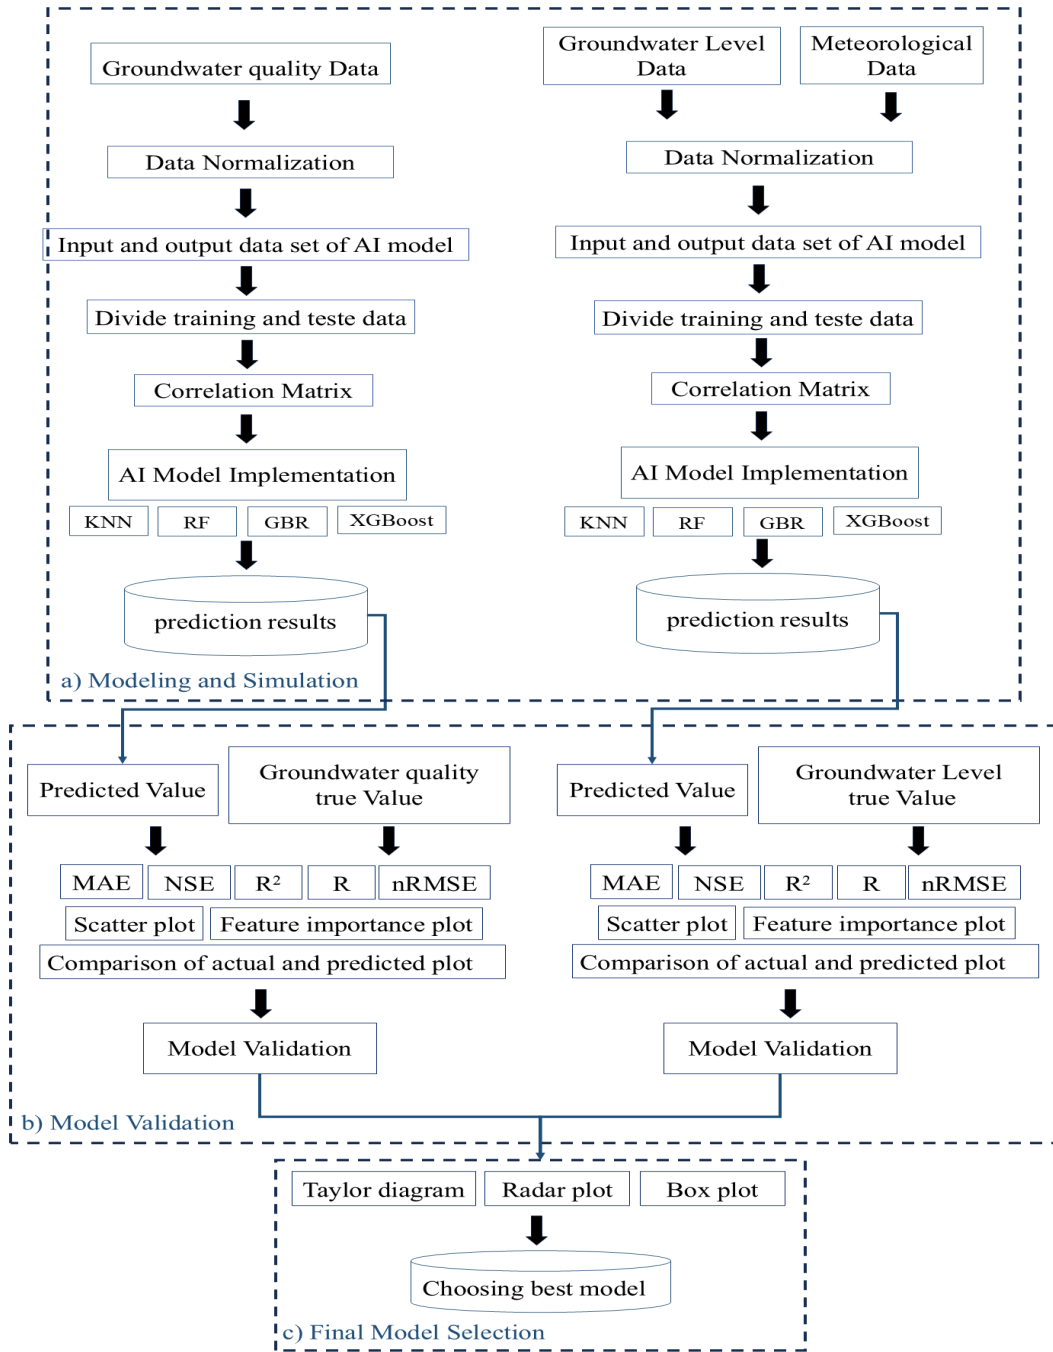 Groundwater quality Data
Data Normalization
Input and output data set of AI model
Divide training and teste data
Correlation Matrix
AI Model Implementation
KNN
RF
GBR
XGBoost
prediction results
Groundwater Level
Data
Meteorological
Data
Data Normalization
Input and output data set of AI model
Divide training and teste data
Correlation Matrix
AI Model Implementation
KNN
RF
GBR
XGBoost
prediction results
a) Modeling and Simulation
Predicted Value
Groundwater quality
true Value
MAE
NSE
R²
R
nRMSE
Scatter plot
Feature importance plot
Comparison of actual and predicted plot
Model Validation
Predicted Value
Groundwater Level
true Value
MAE
NSE
R²
R
nRMSE
Scatter plot
Feature importance plot
Comparison of actual and predicted plot
Model Validation
b) Model Validation
Taylor diagram
Radar plot
Box plot
Choosing best model
c) Final Model Selection